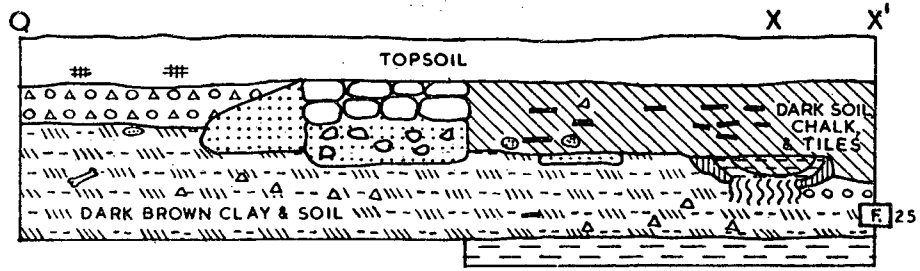 Q X X'
TOPSOIL
DARK SOIL,
CHALK,
& TILES
DARK BROWN CLAY & SOIL
F. 25